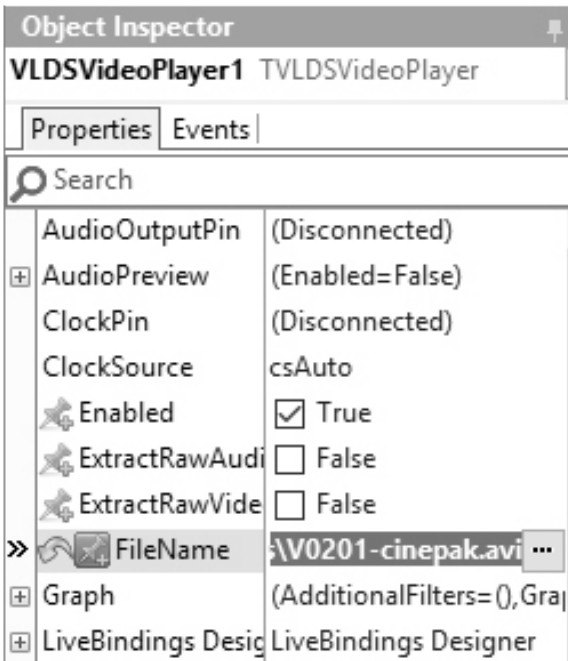 Object Inspector
VLDSVideoPlayer1 TVLDSVideoPlayer
Properties Events
Search
AudioOutputPin (Disconnected)
AudioPreview (Enabled=False)
ClockPin (Disconnected)
ClockSource csAuto
Enabled True
ExtractRawAudi False
ExtractRawVide False
FileName s\V0201-cinepak.avi ...
Graph (AdditionalFilters=(),Grap
LiveBindings Desig LiveBindings Designer